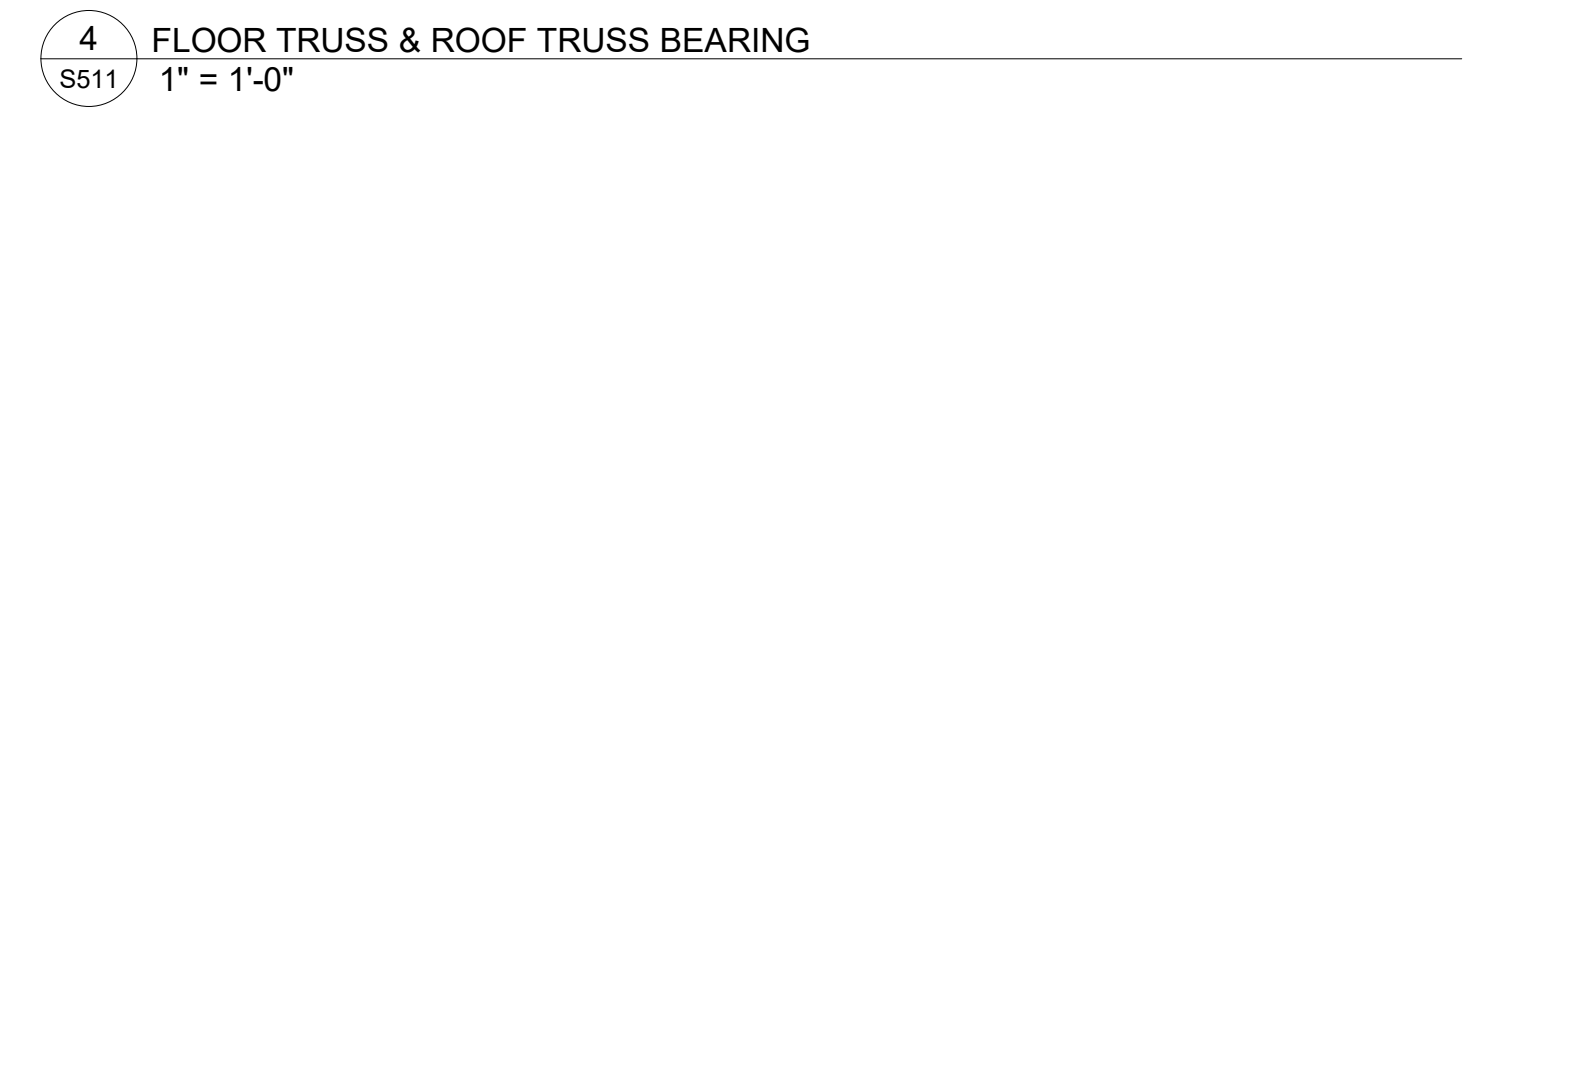 4
FLOOR TRUSS & ROOF TRUSS BEARING
S511
1" = 1'-0"